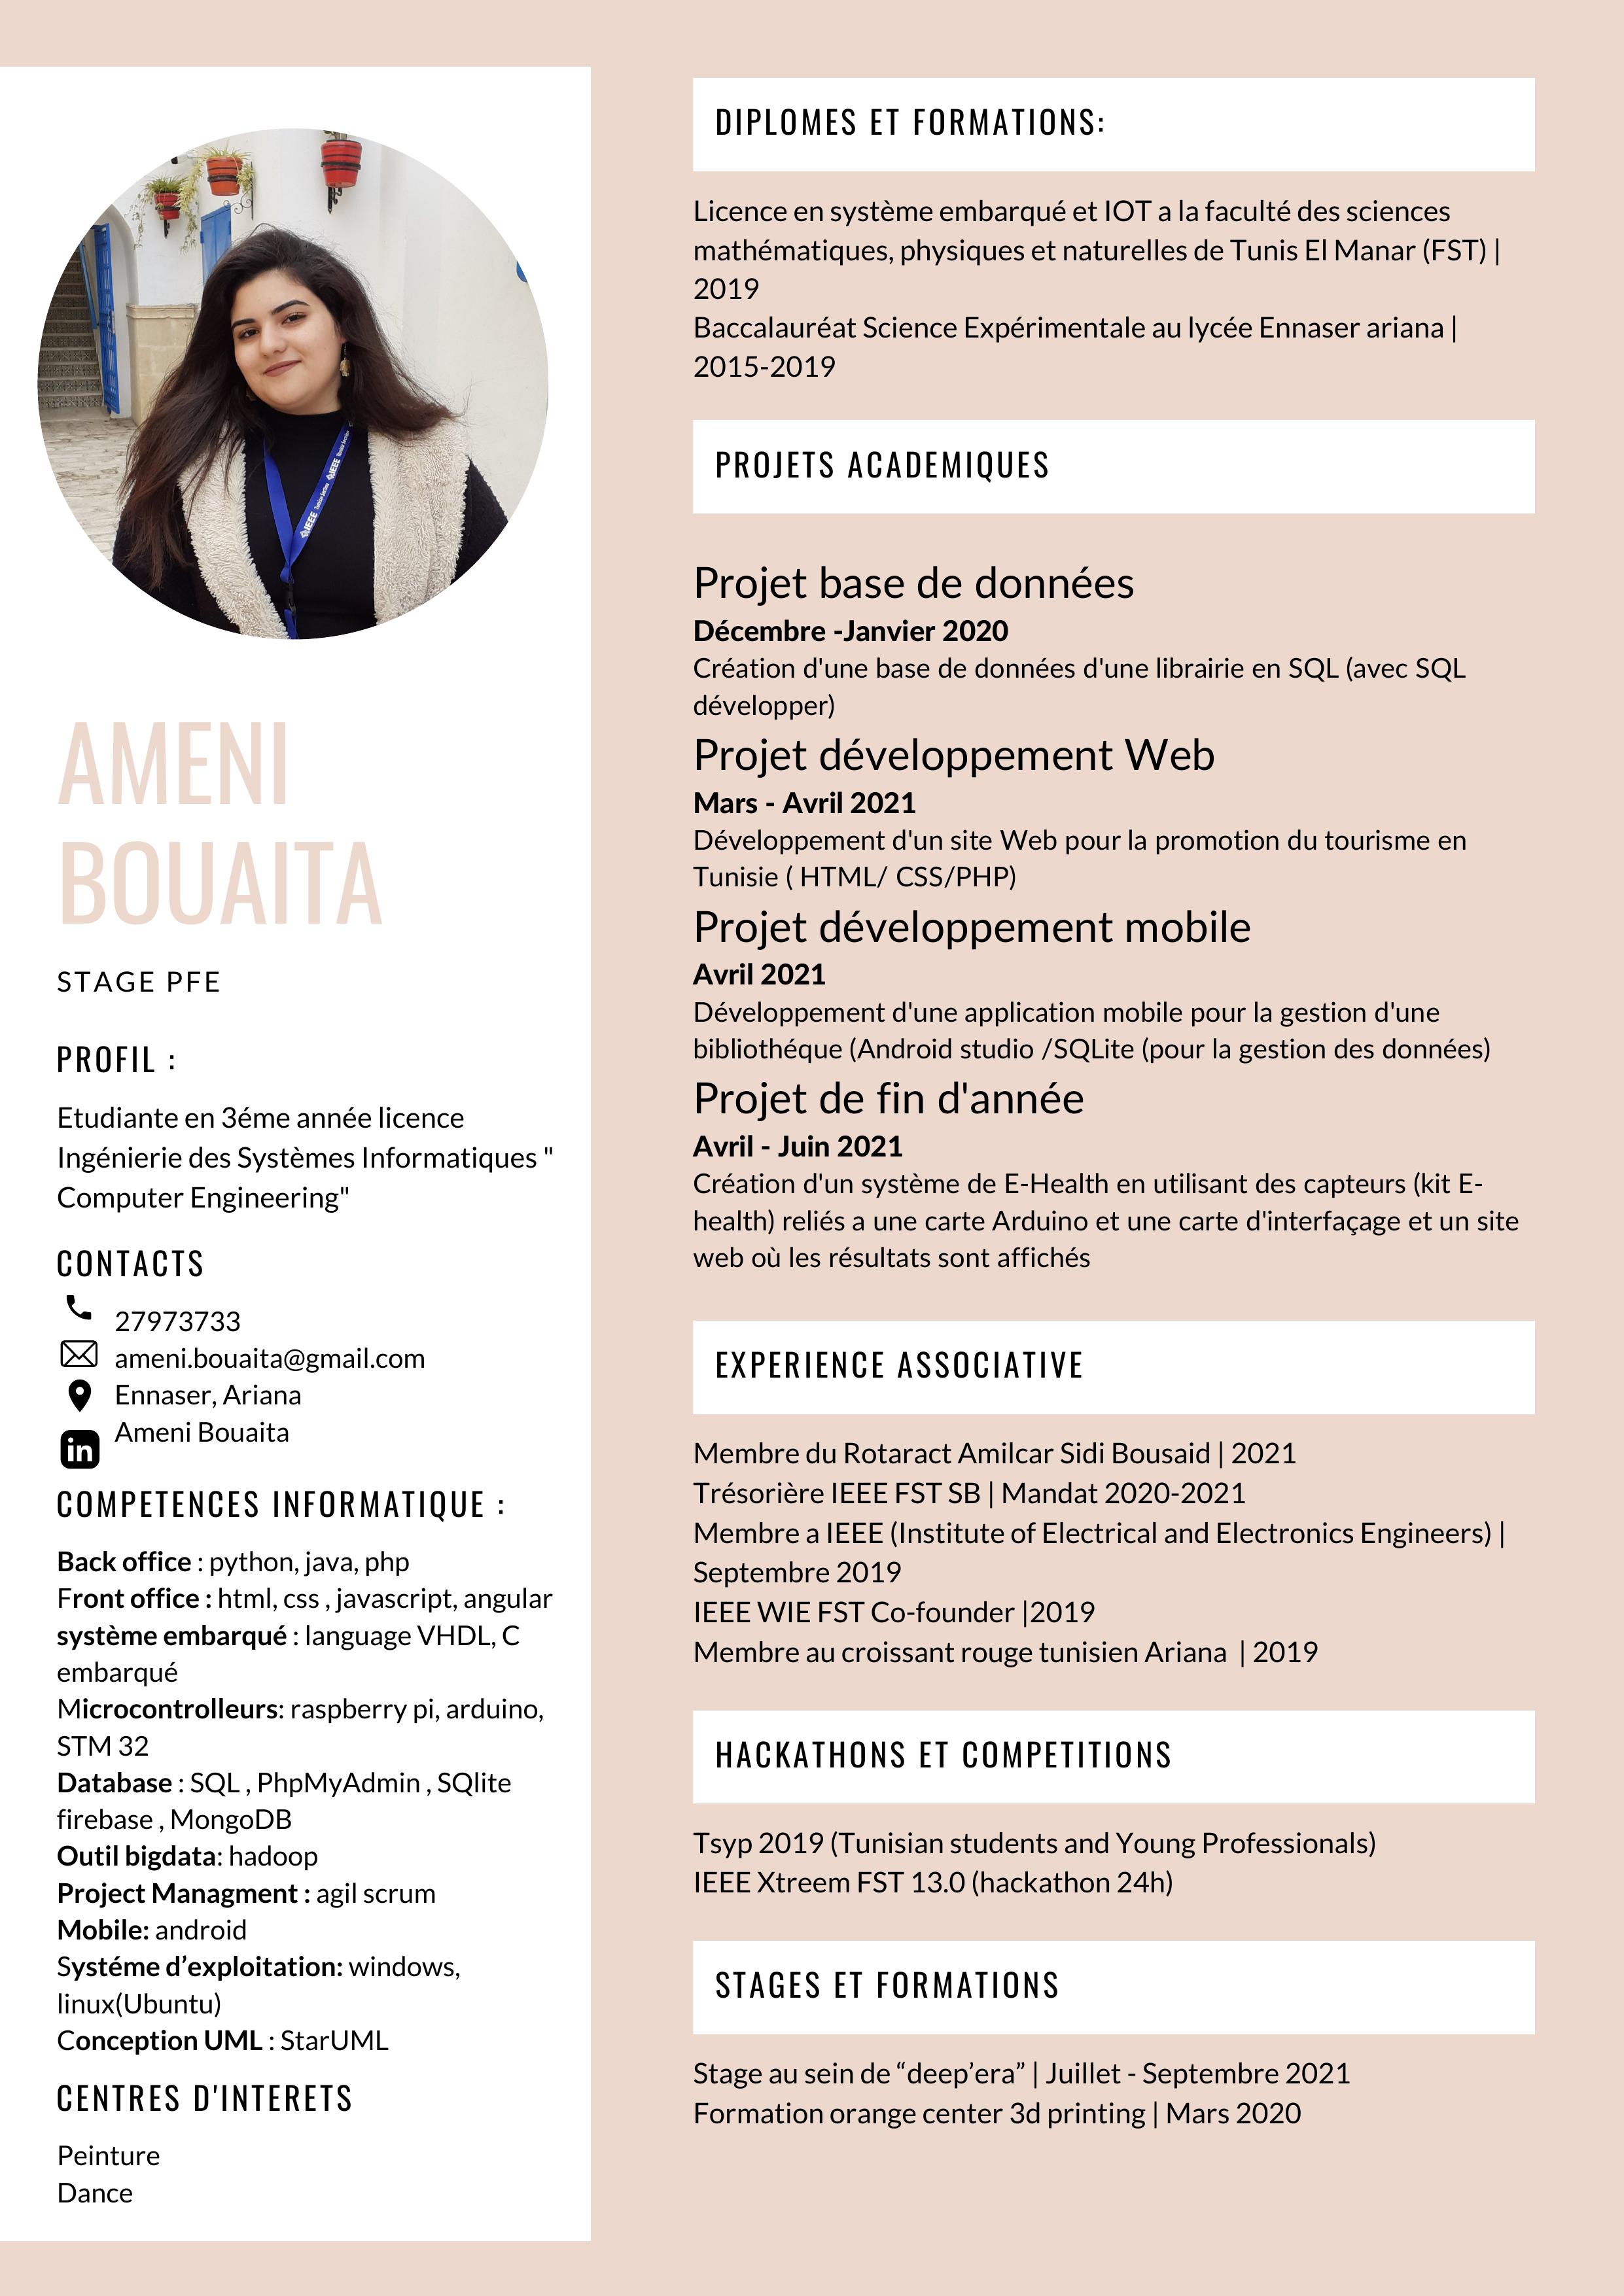 AMENI
BOUAITA
STAGE PFE
PROFIL :
Etudiante en 3éme année licence
Ingénierie des Systèmes Informatiques "
Computer Engineering"
CONTACTS
27973733
ameni.bouaita@gmail.com
Ennaser, Ariana
in Ameni Bouaita
COMPETENCES INFORMATIQUE :
Back office : python, java, php
Front office : html, css , javascript, angular
système embarqué : language VHDL, C
embarqué
Microcontrolleurs: raspberry pi, arduino,
STM 32
Database : SQL , PhpMyAdmin , SQlite
firebase , MongoDB
Outil bigdata: hadoop
Project Managment : agil scrum
Mobile: android
Systéme d’exploitation: windows,
linux(Ubuntu)
Conception UML : StarUML
CENTRES D'INTERETS
Peinture
Dance
DIPLOMES ET FORMATIONS:
Licence en système embarqué et IOT a la faculté des sciences
mathématiques, physiques et naturelles de Tunis El Manar (FST) |
2019
Baccalauréat Science Expérimentale au lycée Ennaser ariana |
2015-2019
PROJETS ACADEMIQUES
Projet base de données
Décembre -Janvier 2020
Création d'une base de données d'une librairie en SQL (avec SQL
développer)
Projet développement Web
Mars - Avril 2021
Développement d'un site Web pour la promotion du tourisme en
Tunisie ( HTML/ CSS/PHP)
Projet développement mobile
Avril 2021
Développement d'une application mobile pour la gestion d'une
bibliothéque (Android studio /SQLite (pour la gestion des données)
Projet de fin d'année
Avril - Juin 2021
Création d'un système de E-Health en utilisant des capteurs (kit E-
health) reliés a une carte Arduino et une carte d'interfaçage et un site
web où les résultats sont affichés
EXPERIENCE ASSOCIATIVE
Membre du Rotaract Amilcar Sidi Bousaid | 2021
Trésorière IEEE FST SB | Mandat 2020-2021
Membre a IEEE (Institute of Electrical and Electronics Engineers) |
Septembre 2019
IEEE WIE FST Co-founder |2019
Membre au croissant rouge tunisien Ariana | 2019
HACKATHONS ET COMPETITIONS
Tsyp 2019 (Tunisian students and Young Professionals)
IEEE Xtreem FST 13.0 (hackathon 24h)
STAGES ET FORMATIONS
Stage au sein de “deep’era” | Juillet - Septembre 2021
Formation orange center 3d printing | Mars 2020
IEEE Tunisia Section
IEEE Tunisia Section